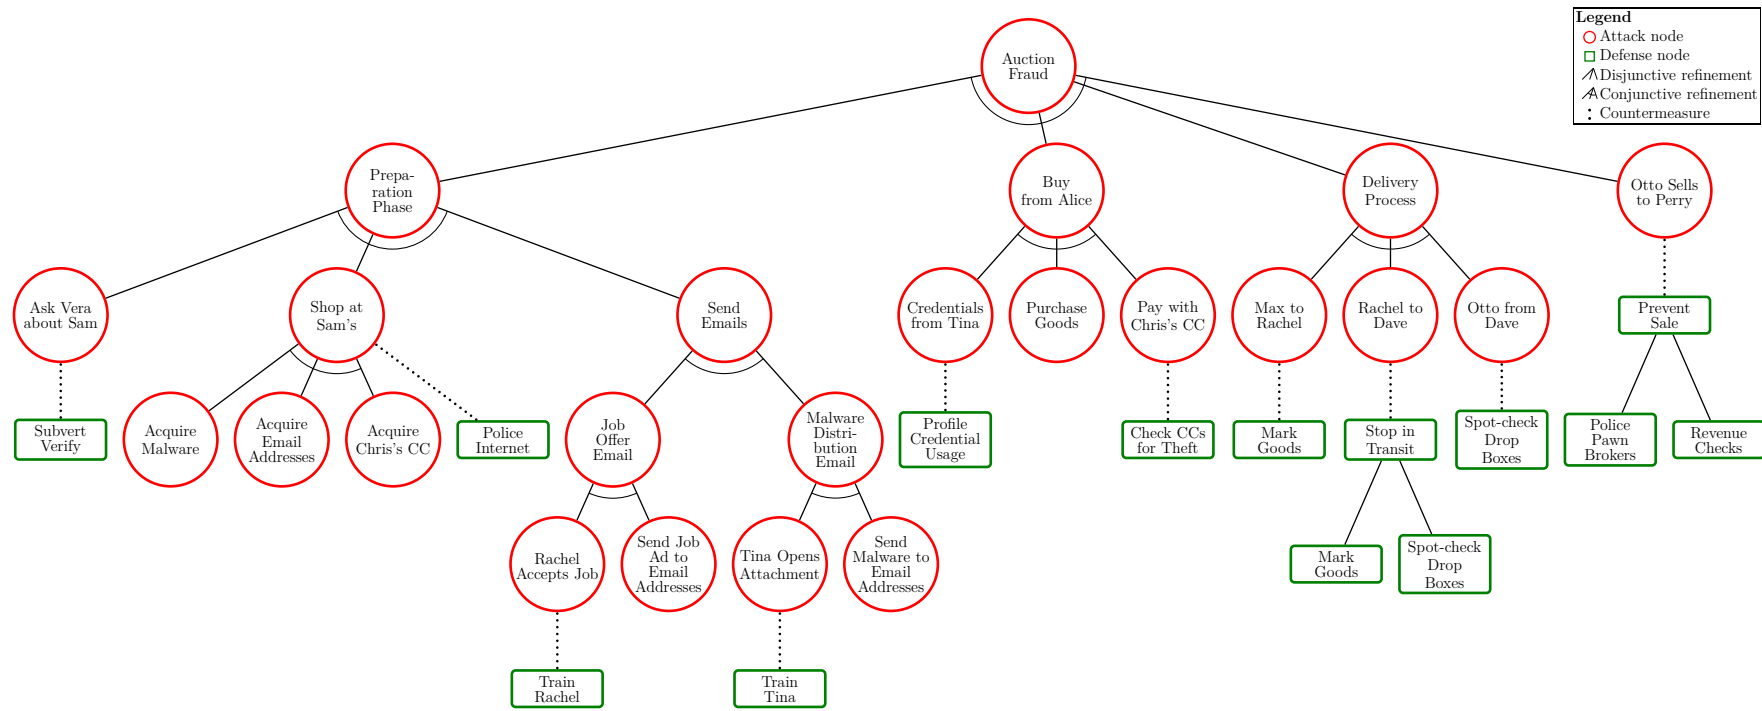 Legend
Attack node
Defense node
Disjunctive refinement
Conjunctive refinement
Countermeasure
Auction
Fraud
Prepa-
ration
Phase
Buy
from Alice
Delivery
Process
Otto Sells
to Perry
Ask Vera
about Sam
Shop at
Sam's
Send
Emails
Credentials
from Tina
Purchase
Goods
Pay with
Chris's CC
Max to
Rachel
Rachel to
Dave
Otto from
Dave
Prevent
Sale
Subvert
Verify
Acquire
Malware
Acquire
Email
Addresses
Acquire
Chris's CC
Police
Internet
Job
Offer
Email
Malware
Distri-
bution
Email
Profile
Credential
Usage
Check CCs
for Theft
Mark
Goods
Stop in
Transit
Spot-check
Drop
Boxes
Police
Pawn
Brokers
Revenue
Checks
Rachel
Accepts Job
Send Job
Ad to
Email
Addresses
Tina Opens
Attachment
Send
Malware to
Email
Addresses
Mark
Goods
Spot-check
Drop
Boxes
Train
Rachel
Train
Tina